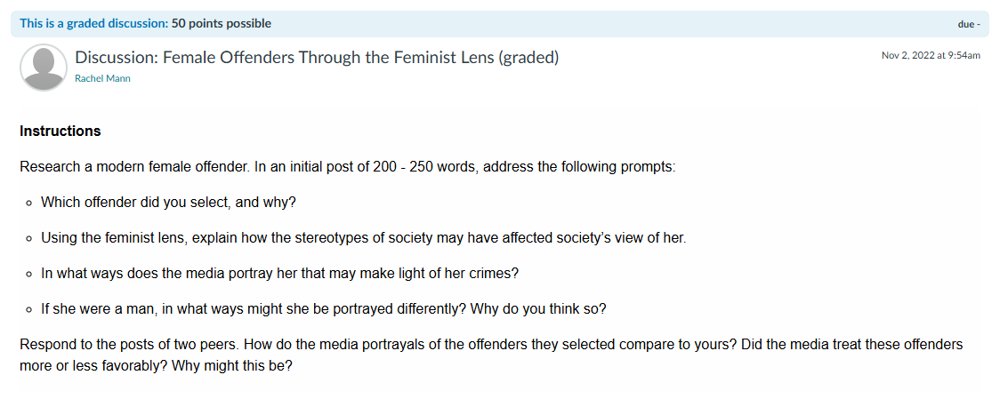 This is a graded discussion: 50 points possible
due -
Discussion: Female Offenders Through the Feminist Lens (graded)
Nov 2, 2022 at 9:54am
Rachel Mann
Instructions
Research a modern female offender. In an initial post of 200 - 250 words, address the following prompts:
Which offender did you select, and why?
Using the feminist lens, explain how the stereotypes of society may have affected society's view of her.
In what ways does the media portray her that may make light of her crimes?
If she were a man, in what ways might she be portrayed differently? Why do you think so?
Respond to the posts of two peers. How do the media portrayals of the offenders they selected compare to yours? Did the media treat these offenders
more or less favorably? Why might this be?